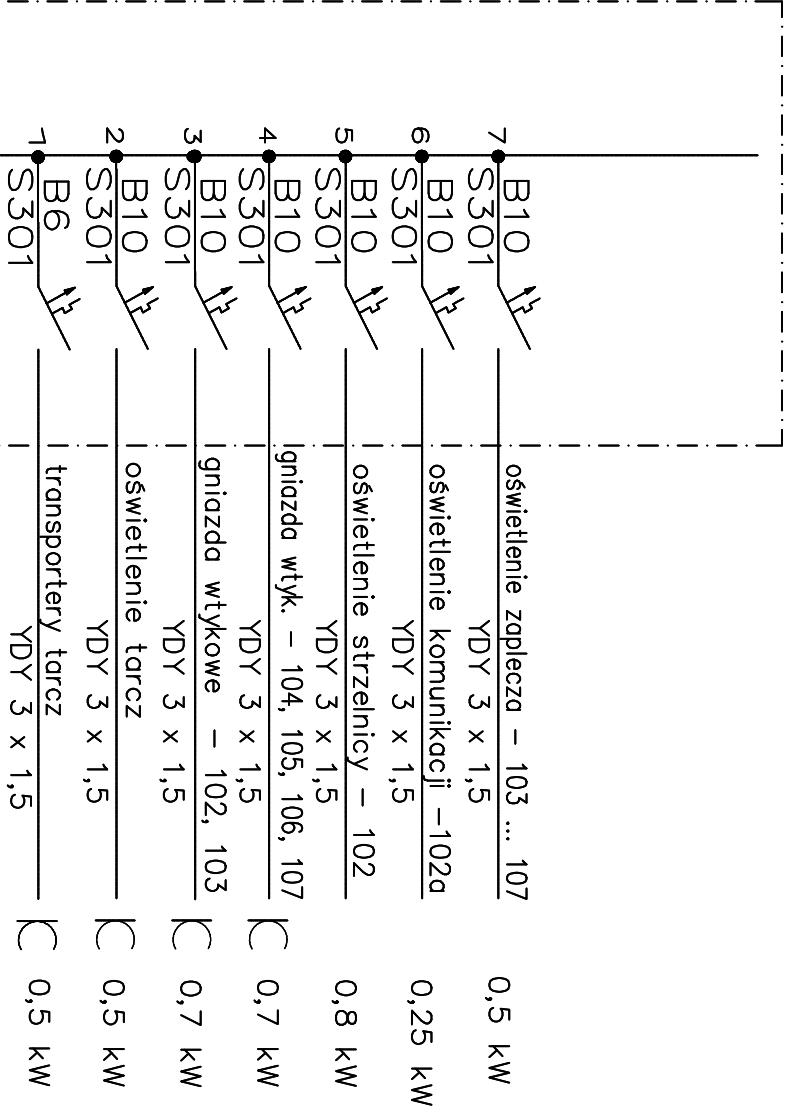 7
B10
S301
oświetlenie zaplecza – 103 ... 107
YDY 3 x 1,5
0,5 kW
6
B10
S301
oświetlenie komunikacji –102a
YDY 3 x 1,5
0,25 kW
5
B10
S301
oświetlenie strzelnicy – 102
YDY 3 x 1,5
0,8 kW
4
B10
S301
gniazda wtyk. – 104, 105, 106, 107
YDY 3 x 1,5
0,7 kW
3
B10
S301
gniazda wtykowe – 102, 103
YDY 3 x 1,5
0,7 kW
2
B10
S301
oświetlenie tarcz
YDY 3 x 1,5
0,5 kW
1
B6
S301
transportery tarcz
YDY 3 x 1,5
0,5 kW